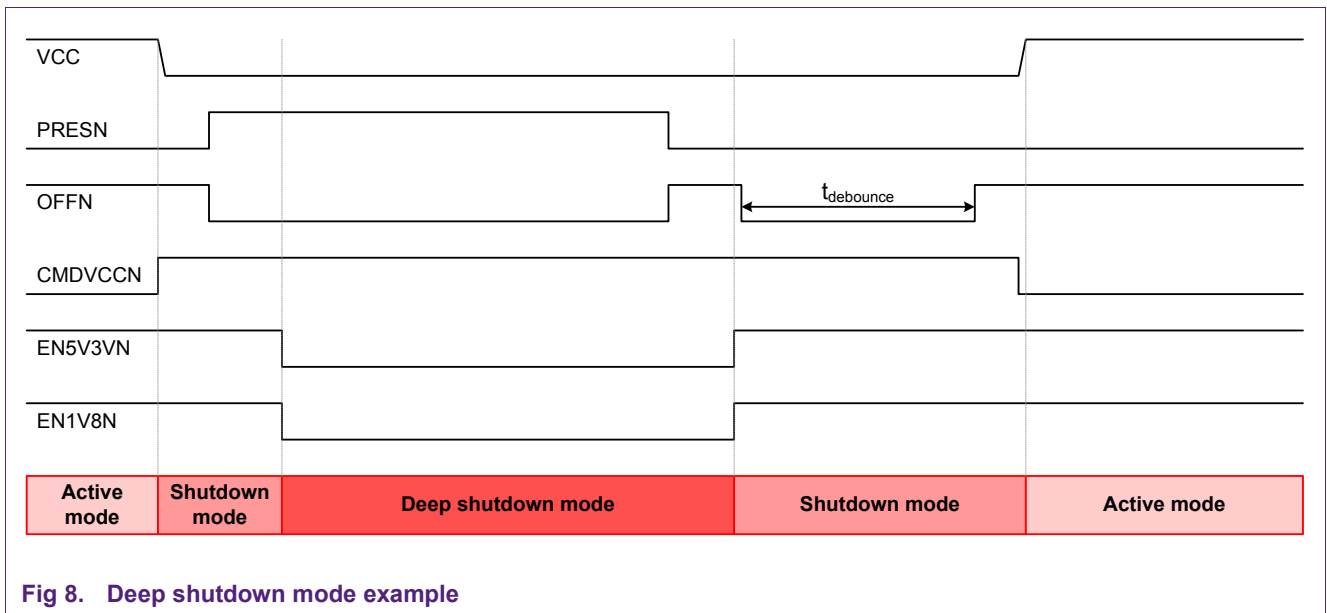 VCC
PRESN
OFFN
tdebounce
CMDVCCN
EN5V3VN
EN1V8N
Active mode
Shutdown mode
Deep shutdown mode
Shutdown mode
Active mode
Fig 8. Deep shutdown mode example